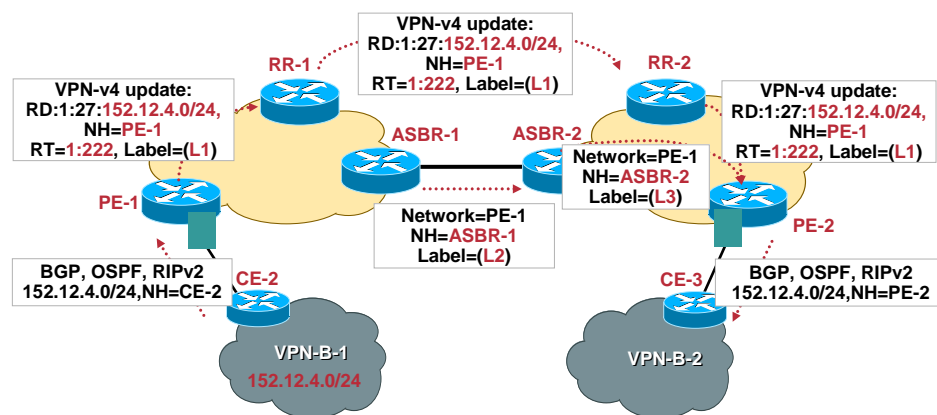 VPN-v4 update:
RD:1:27:152.12.4.0/24,
NH=PE-1
RT=1:222, Label=(L1)
RR-1
RR-2
VPN-v4 update:
RD:1:27:152.12.4.0/24,
NH=PE-1
RT=1:222, Label=(L1)
VPN-v4 update:
RD:1:27:152.12.4.0/24,
NH=PE-1
RT=1:222, Label=(L1)
ASBR-1
ASBR-2
Network=PE-1
NH=ASBR-2
Label=(L3)
PE-1
Network=PE-1
NH=ASBR-1
Label=(L2)
PE-2
BGP, OSPF, RIPv2
152.12.4.0/24,NH=CE-2
CE-2
CE-3
BGP, OSPF, RIPv2
152.12.4.0/24,NH=PE-2
VPN-B-1
152.12.4.0/24
VPN-B-2